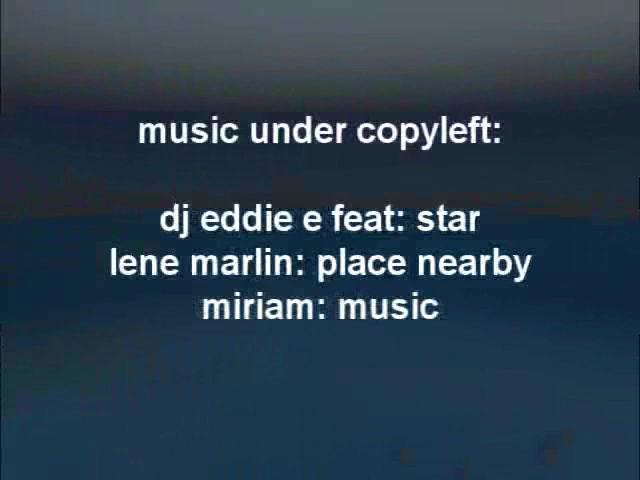 music under copyleft:
dj eddie e feat: star
lene marlin: place nearby
miriam: music